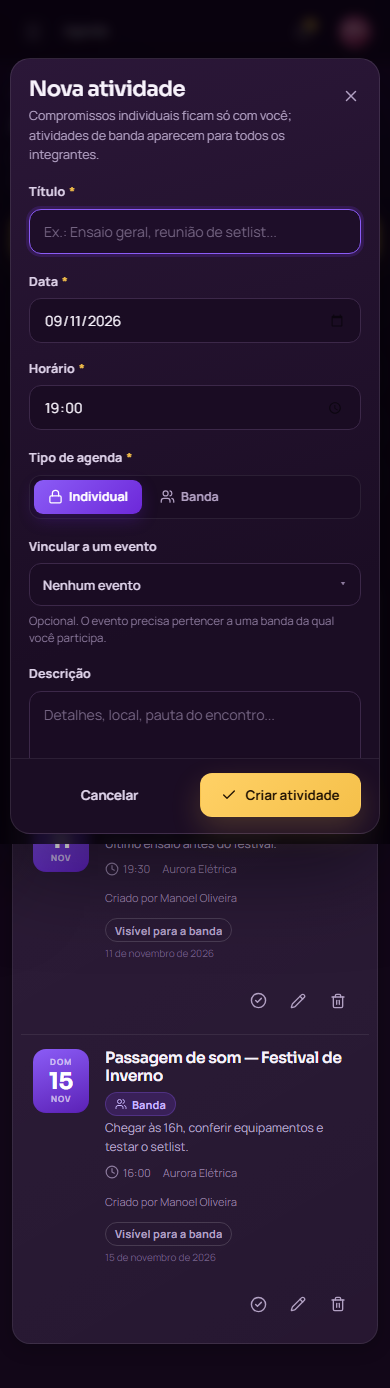 Nova atividade
Compromissos individuais ficam só com você;
atividades de banda aparecem para todos os
integrantes.
Título *
Ex.: Ensaio geral, reunião de setlist...
Data *
09/11/2026
Horário *
19:00
Tipo de agenda *
Individual
Banda
Vincular a um evento
Nenhum evento
Opcional. O evento precisa pertencer a uma banda da qual
você participa.
Descrição
Detalhes, local, pauta do encontro...
Cancelar
Criar atividade
Último ensaio antes do festival.
NOV
19:30 Aurora Elétrica
Criado por Manoel Oliveira
Visível para a banda
11 de novembro de 2026
DOM
15
NOV
Passagem de som — Festival de
Inverno
Banda
Chegar às 16h, conferir equipamentos e
testar o setlist.
16:00 Aurora Elétrica
Criado por Manoel Oliveira
Visível para a banda
15 de novembro de 2026